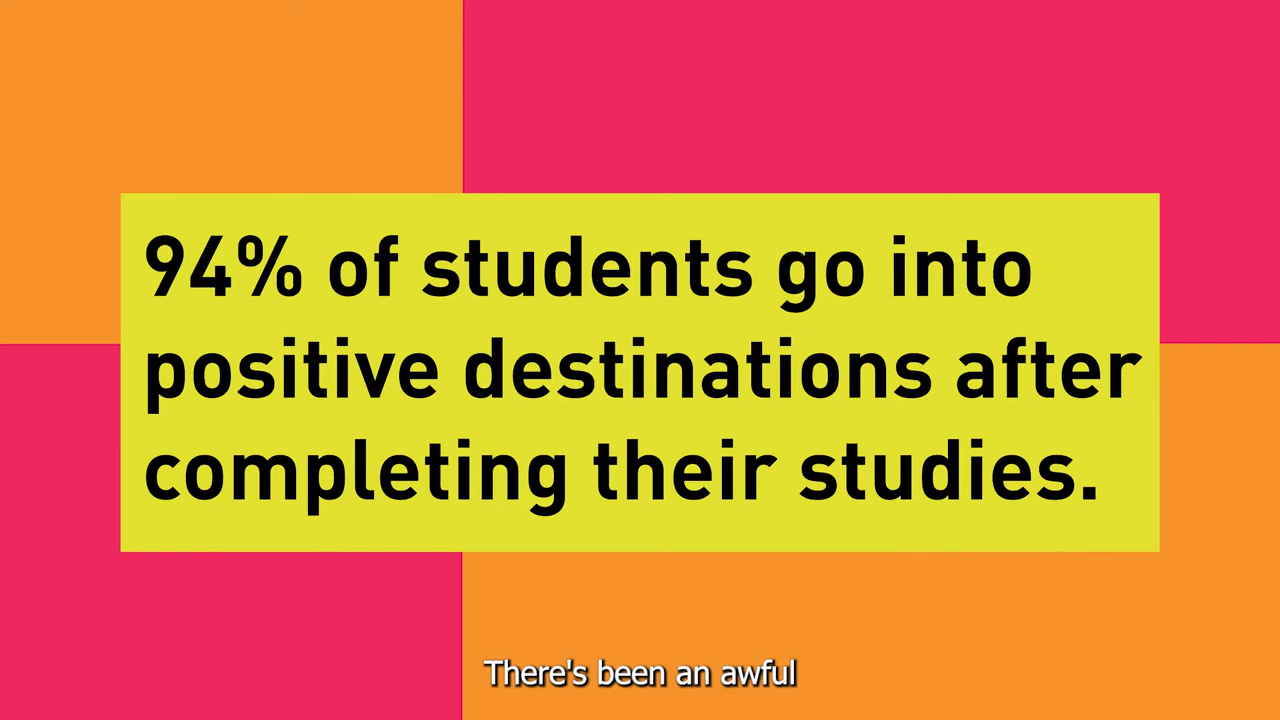 94% of students go into
positive destinations after
completing their studies.
There's been an awful